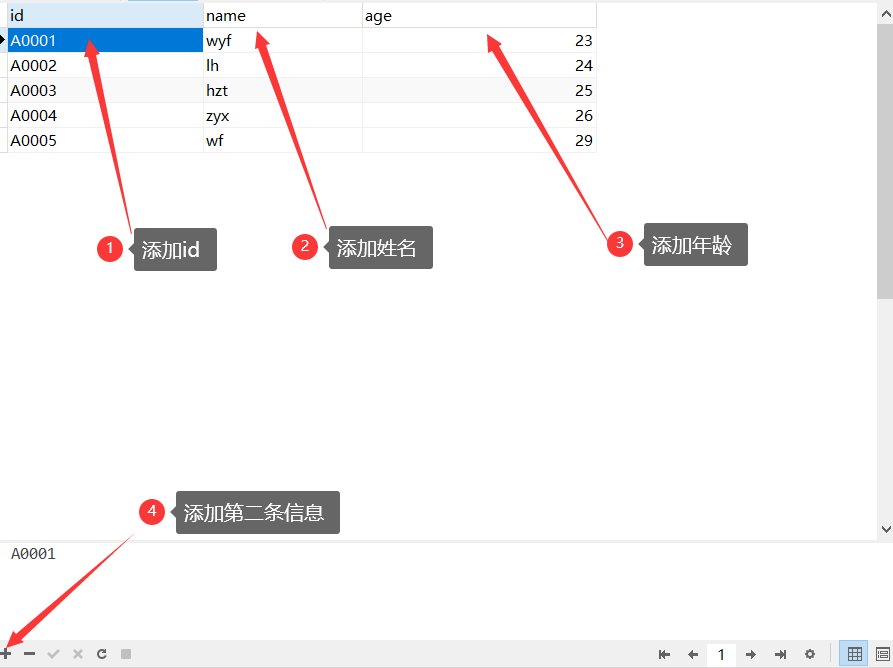 id name age
A0001 wyf 23
A0002 lh 24
A0003 hzt 25
A0004 zyx 26
A0005 wf 29
1 添加id
2 添加姓名
3 添加年龄
4 添加第二条信息
A0001
1